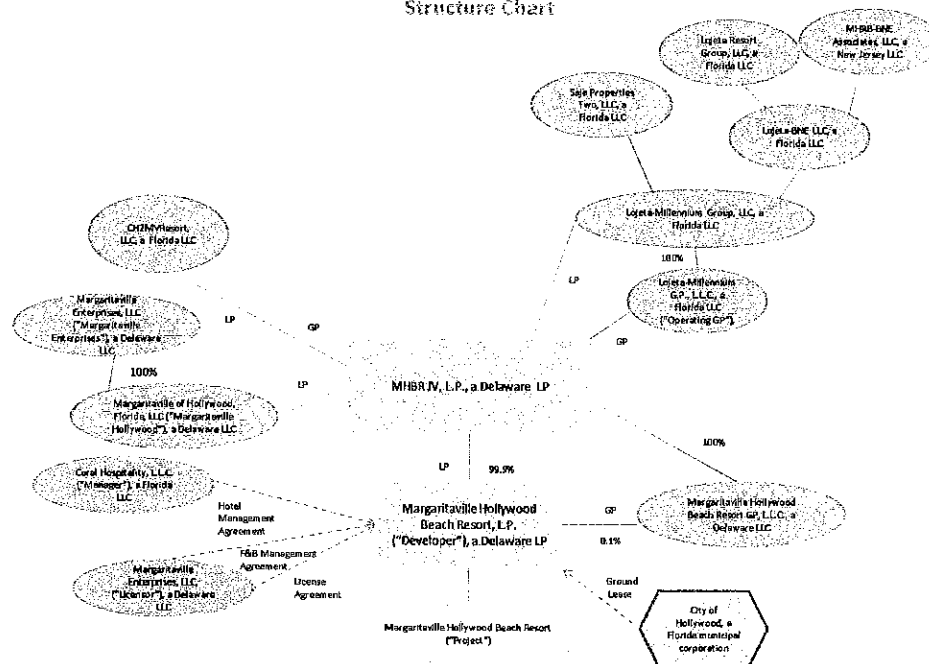 Structure Chart
Lojeta Resort
Group, LLC, a
Florida LLC
MHBR-BNE
Associates, LLC, a
New Jersey LLC
Saja Properties
Two, LLC, a
Florida LLC
Lojeta-BNE LLC, a
Florida LLC
Lojeta-Millennium Group, LLC, a
Florida LLC
CH2MVResort,
LLC, a Florida LLC
100%
LP
Lojeta-Millennium
G.P., L.L.C., a
Florida LLC
("Operating GP")
Margaritaville
Enterprises, LLC
("Margaritaville
Enterprises"), a Delaware
LLC
LP
GP
GP
100%
LP
MHBR JV, L.P., a Delaware LP
Margaritaville of Hollywood,
Florida, LLC ("Margaritaville
Hollywood"), a Delaware LLC
100%
LP
99.9%
Coral Hospitality, L.L.C.
("Manager"), a Florida
LLC
Hotel
Management
Agreement
Margaritaville Hollywood
Beach Resort, L.P.
("Developer"), a Delaware LP
GP
0.1%
Margaritaville Hollywood
Beach Resort GP, L.L.C., a
Delaware LLC
F&B Management
Agreement
Margaritaville
Enterprises, LLC
("Licensor"), a Delaware
LLC
License
Agreement
Ground
Lease
Margaritaville Hollywood Beach Resort
("Project")
City of
Hollywood, a
Florida municipal
corporation